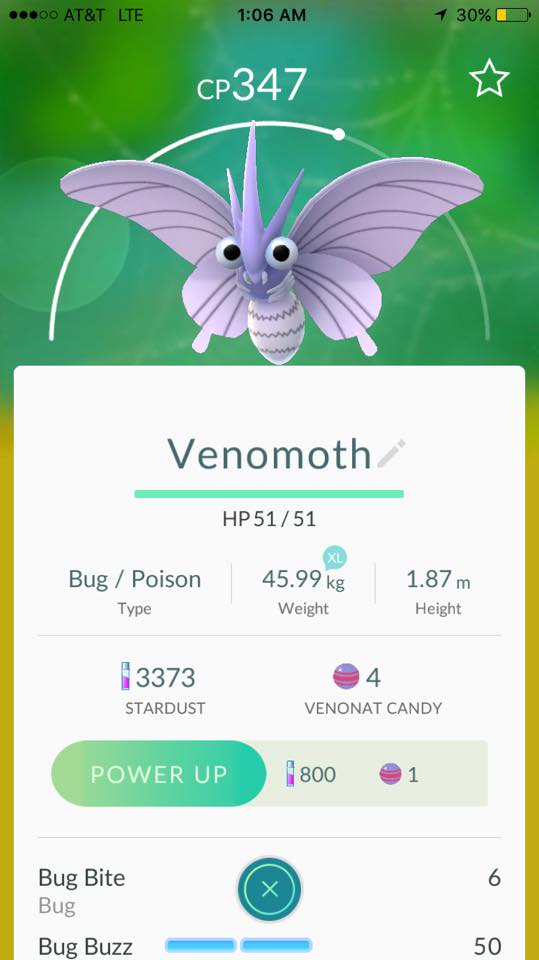 AT&T LTE 1:06 AM 30%
CP347
Venomoth
HP 51 / 51
XL
Bug / Poison 45.99 kg 1.87 m
Type Weight Height
3373 4
STARDUST VENONAT CANDY
POWER UP 800 1
Bug Bite 6
Bug
Bug Buzz 50